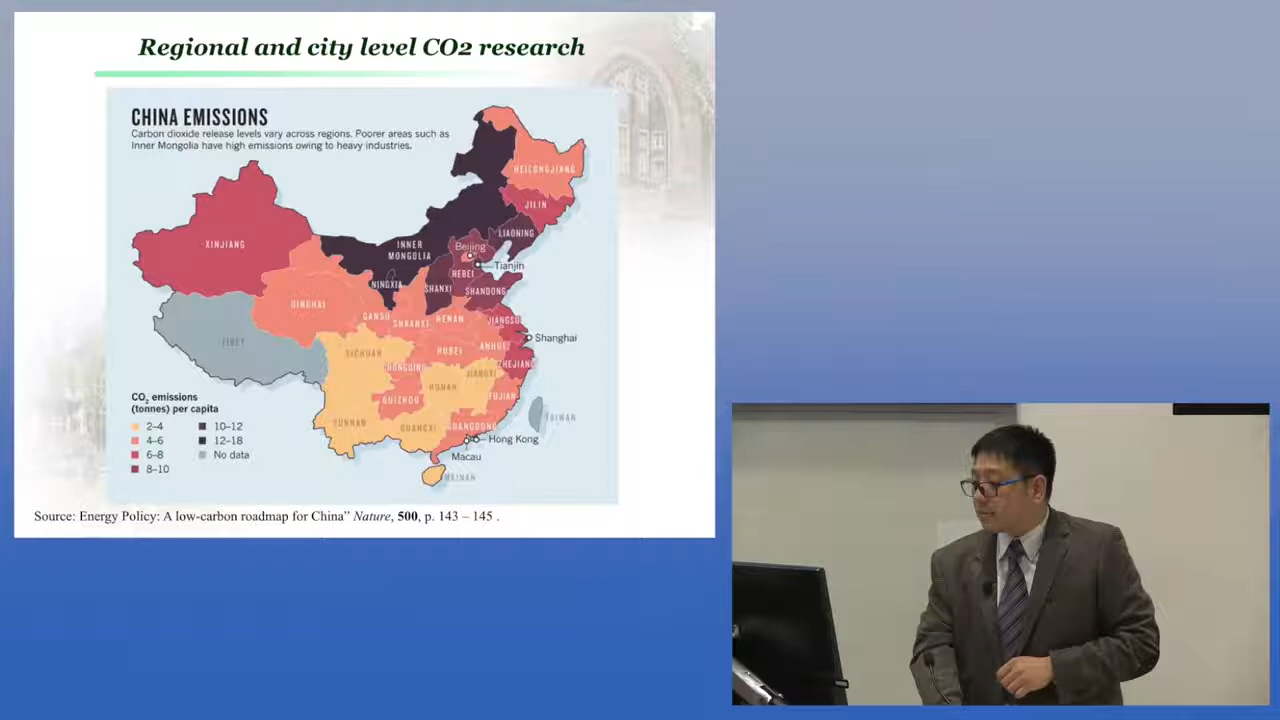 Regional and city level CO2 research
CHINA EMISSIONS
Carbon dioxide release levels vary across regions. Poorer areas such as
Inner Mongolia have high emissions owing to heavy industries.
HEILONGJIANG
JILIN
LIAONING
XINJIANG
INNER
MONGOLIA
Beijing
Tianjin
HEBEI
NINGXIA
SHANXI
SHANDONG
QINGHAI
GANSU
SHAANXI
HENAN
JIANGSU
Shanghai
TIBET
SICHUAN
HUBEI
ANHUI
CHONGQING
ZHEJIANG
HUNAN
JIANGXI
GUIZHOU
FUJIAN
YUNNAN
GUANGXI
GUANGDONG
TAIWAN
Hong Kong
Macau
HAINAN
CO2 emissions
(tonnes) per capita
2–4
4–6
6–8
8–10
10–12
12–18
No data
Source: Energy Policy: A low-carbon roadmap for China” Nature, 500, p. 143 – 145 .